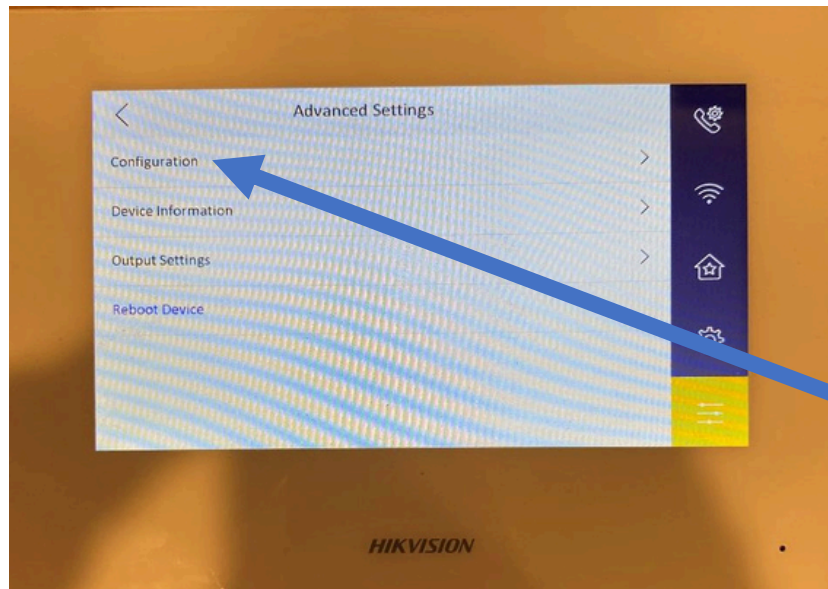 Advanced Settings
Configuration
Device Information
Output Settings
Reboot Device
HIKVISION